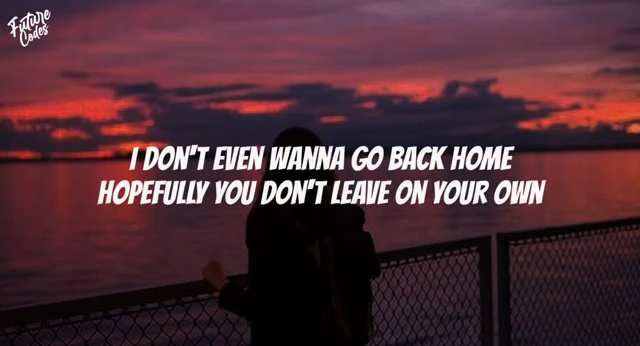 Future
Codes
I DON'T EVEN WANNA GO BACK HOME
HOPEFULLY YOU DON'T LEAVE ON YOUR OWN